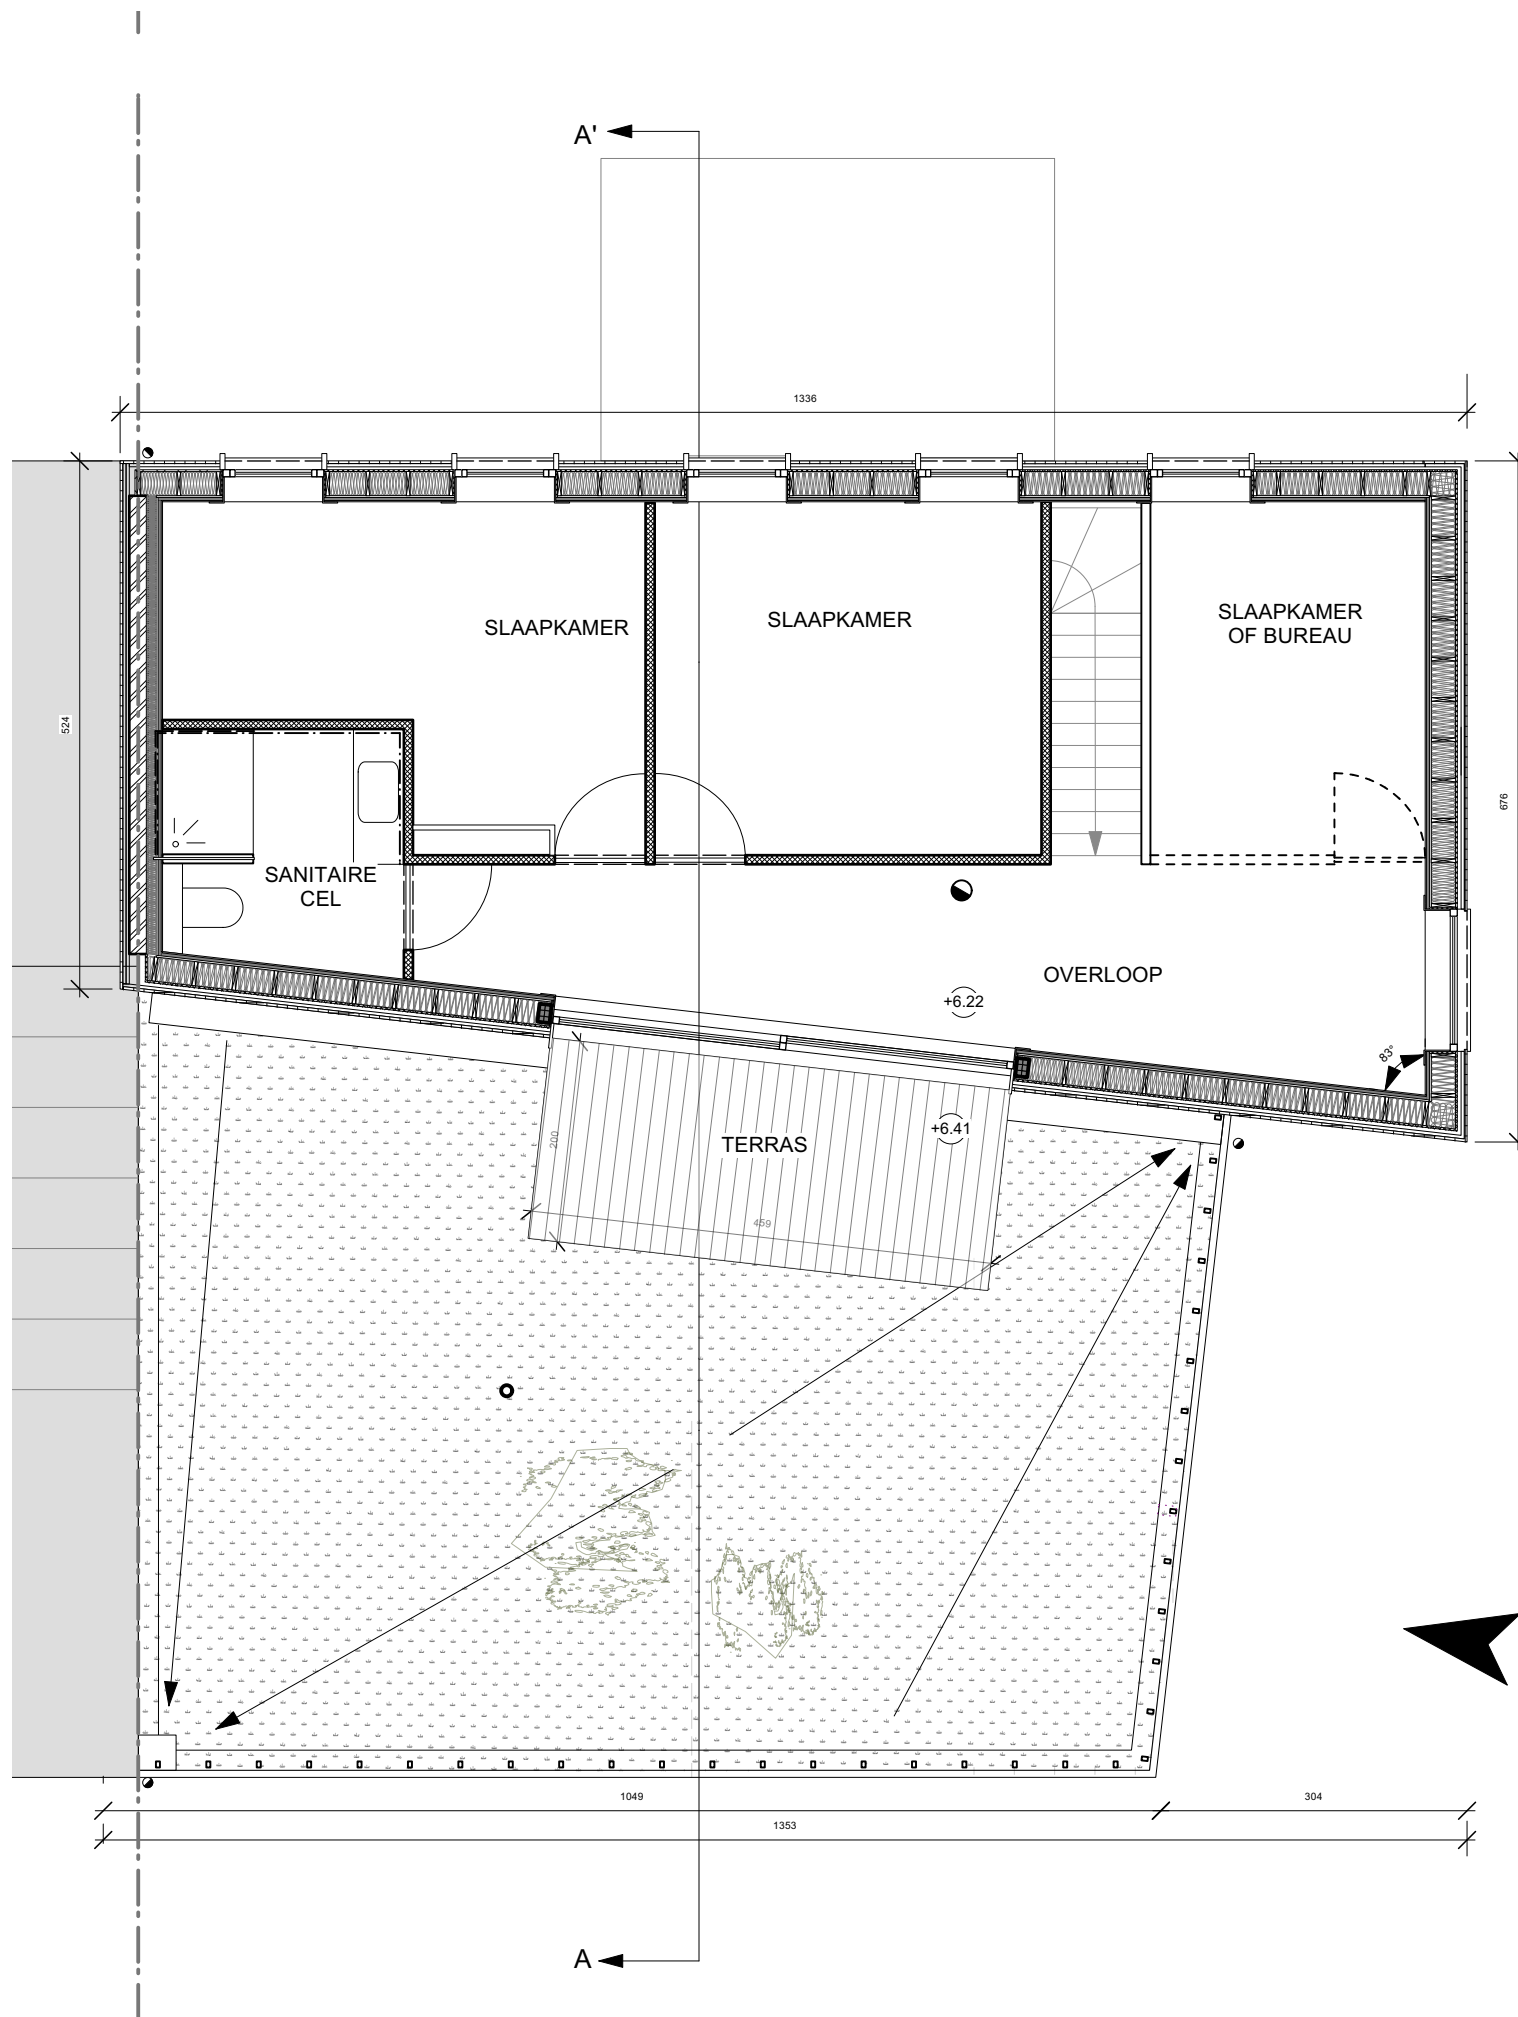 A'
1336
524
676
SLAAPKAMER
SLAAPKAMER
SLAAPKAMER
OF BUREAU
SANITAIRE
CEL
OVERLOOP
+6.22
83°
200
TERRAS
+6.41
459
1049
304
1353
A